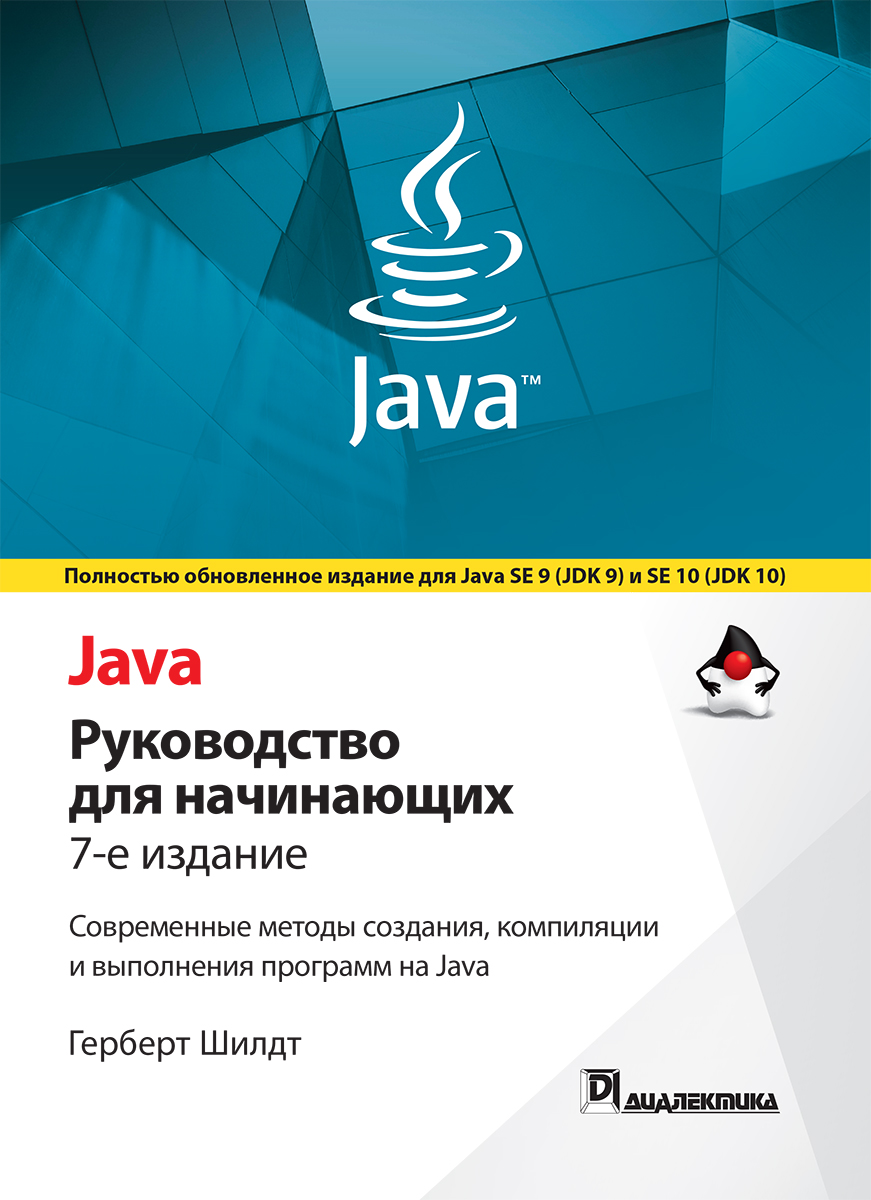 Java™
Полностью обновленное издание для Java SE 9 (JDK 9) и SE 10 (JDK 10)
Java
Руководство
для начинающих
7-е издание
Современные методы создания, компиляции
и выполнения программ на Java
Герберт Шилдт
D ДИАЛЕКТИКА